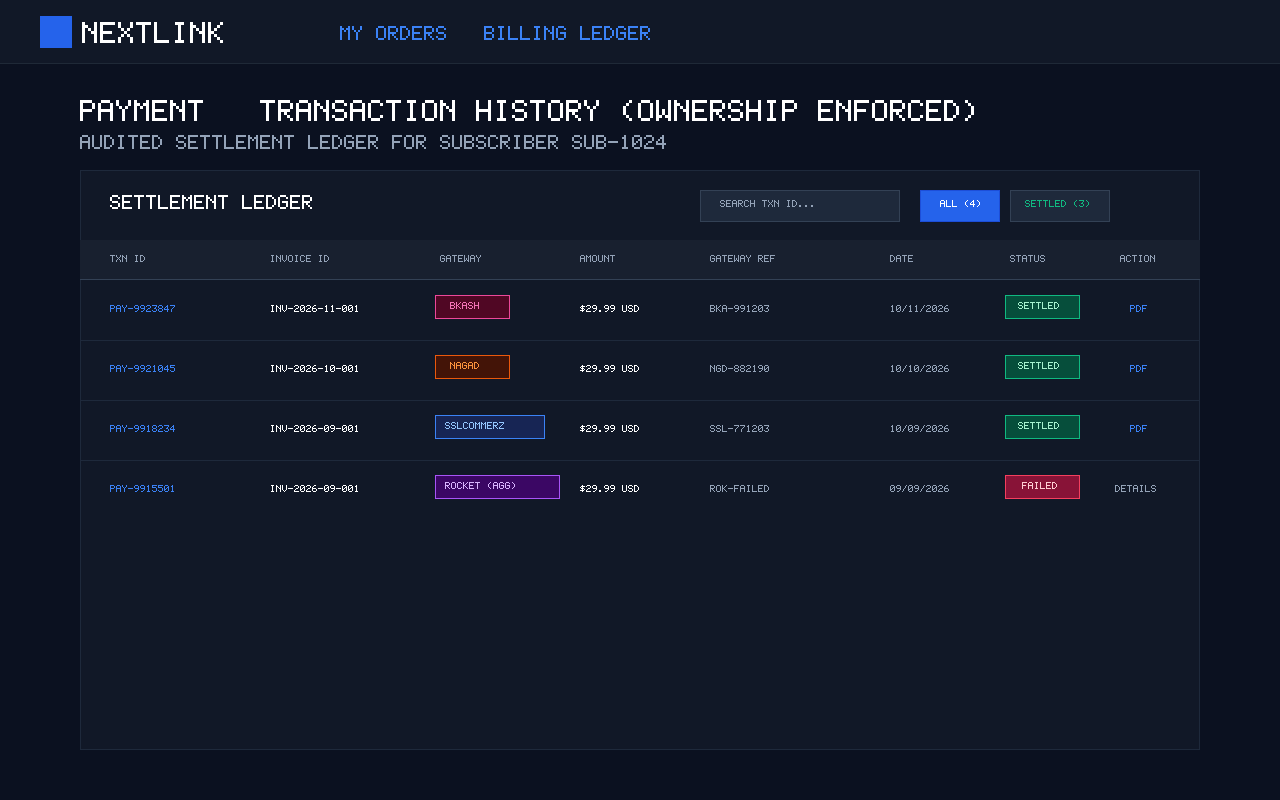 NEXTLINK MY ORDERS BILLING LEDGER
PAYMENT TRANSACTION HISTORY (OWNERSHIP ENFORCED)
AUDITED SETTLEMENT LEDGER FOR SUBSCRIBER SUB-1024
SETTLEMENT LEDGER SEARCH TXN ID... ALL (4) SETTLED (3)
TXN ID INVOICE ID GATEWAY AMOUNT GATEWAY REF DATE STATUS ACTION
PAY-9923847 INV-2026-11-001 BKASH $29.99 USD BKA-991203 10/11/2026 SETTLED PDF
PAY-9921045 INV-2026-10-001 NAGAD $29.99 USD NGD-882190 10/10/2026 SETTLED PDF
PAY-9918234 INV-2026-09-001 SSLCOMMERZ $29.99 USD SSL-771203 10/09/2026 SETTLED PDF
PAY-9915501 INV-2026-09-001 ROCKET (AGG) $29.99 USD ROK-FAILED 09/09/2026 FAILED DETAILS